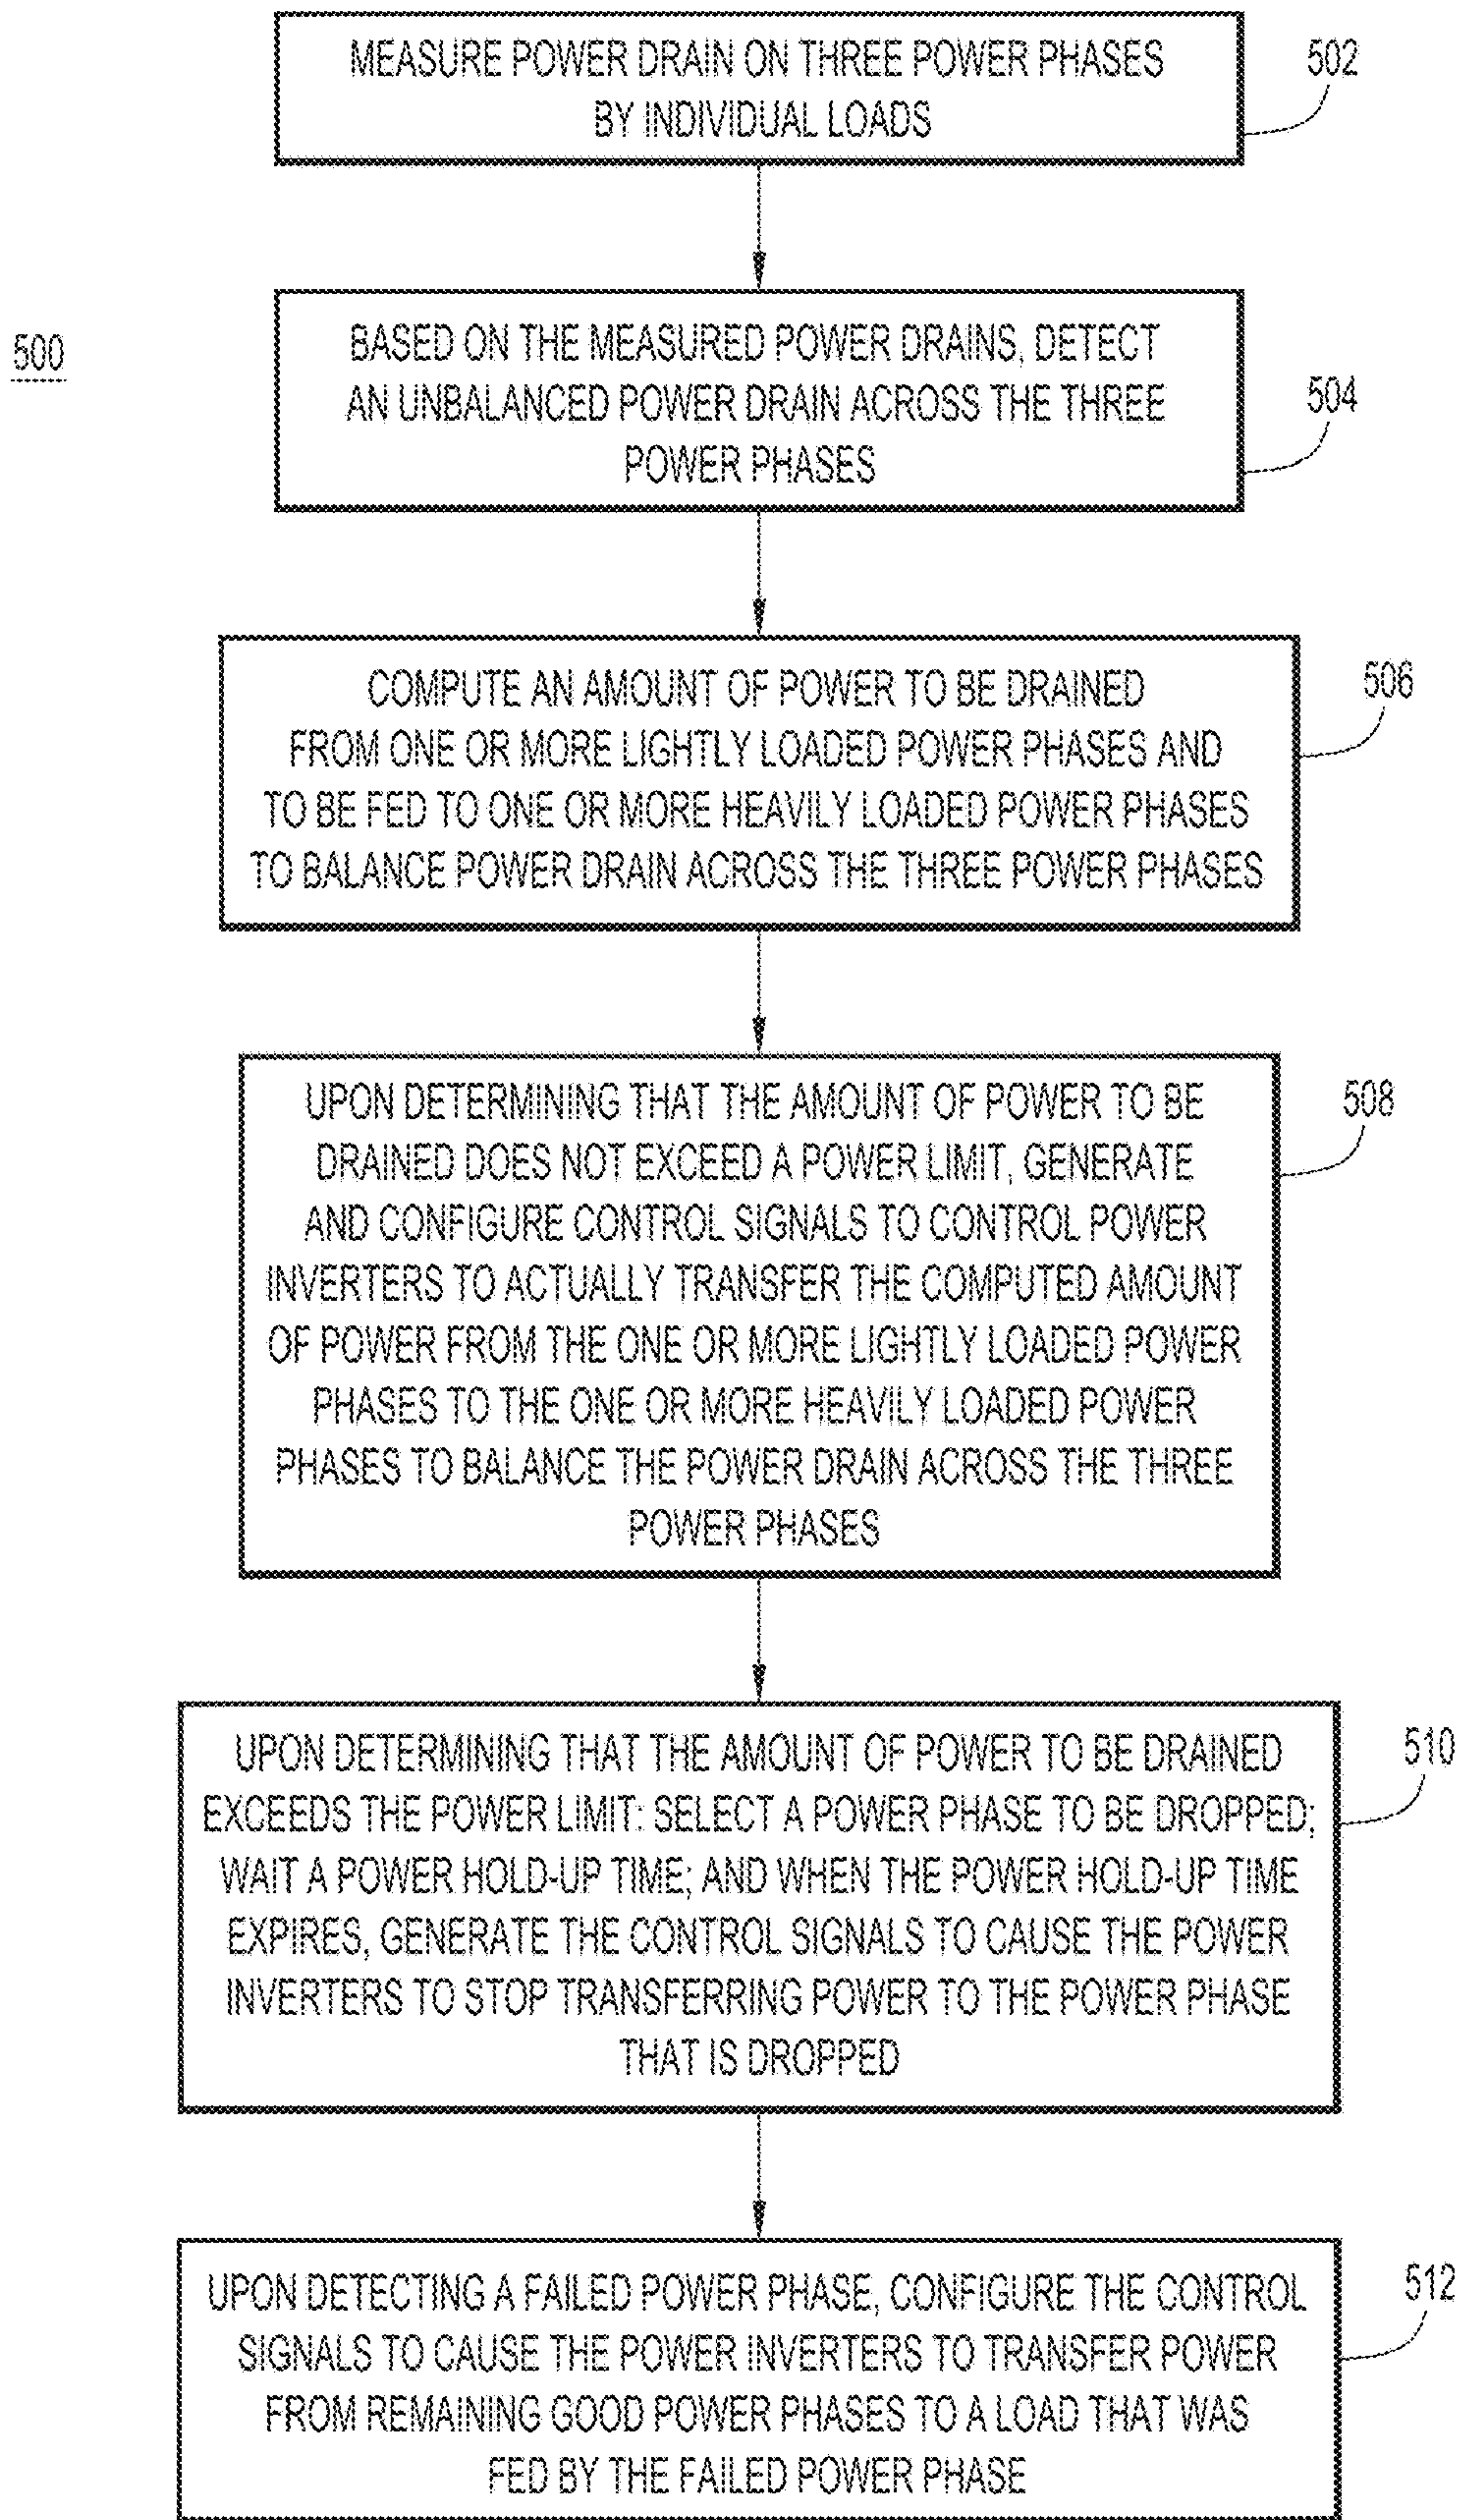 MEASURE POWER DRAIN ON THREE POWER PHASES
BY INDIVIDUAL LOADS
502
500
BASED ON THE MEASURED POWER DRAINS, DETECT
AN UNBALANCED POWER DRAIN ACROSS THE THREE
POWER PHASES
504
COMPUTE AN AMOUNT OF POWER TO BE DRAINED
FROM ONE OR MORE LIGHTLY LOADED POWER PHASES AND
TO BE FED TO ONE OR MORE HEAVILY LOADED POWER PHASES
TO BALANCE POWER DRAIN ACROSS THE THREE POWER PHASES
506
UPON DETERMINING THAT THE AMOUNT OF POWER TO BE
DRAINED DOES NOT EXCEED A POWER LIMIT, GENERATE
AND CONFIGURE CONTROL SIGNALS TO CONTROL POWER
INVERTERS TO ACTUALLY TRANSFER THE COMPUTED AMOUNT
OF POWER FROM THE ONE OR MORE LIGHTLY LOADED POWER
PHASES TO THE ONE OR MORE HEAVILY LOADED POWER
PHASES TO BALANCE THE POWER DRAIN ACROSS THE THREE
POWER PHASES
508
UPON DETERMINING THAT THE AMOUNT OF POWER TO BE DRAINED
EXCEEDS THE POWER LIMIT: SELECT A POWER PHASE TO BE DROPPED;
WAIT A POWER HOLD-UP TIME; AND WHEN THE POWER HOLD-UP TIME
EXPIRES, GENERATE THE CONTROL SIGNALS TO CAUSE THE POWER
INVERTERS TO STOP TRANSFERRING POWER TO THE POWER PHASE
THAT IS DROPPED
510
UPON DETECTING A FAILED POWER PHASE, CONFIGURE THE CONTROL
SIGNALS TO CAUSE THE POWER INVERTERS TO TRANSFER POWER
FROM REMAINING GOOD POWER PHASES TO A LOAD THAT WAS
FED BY THE FAILED POWER PHASE
512